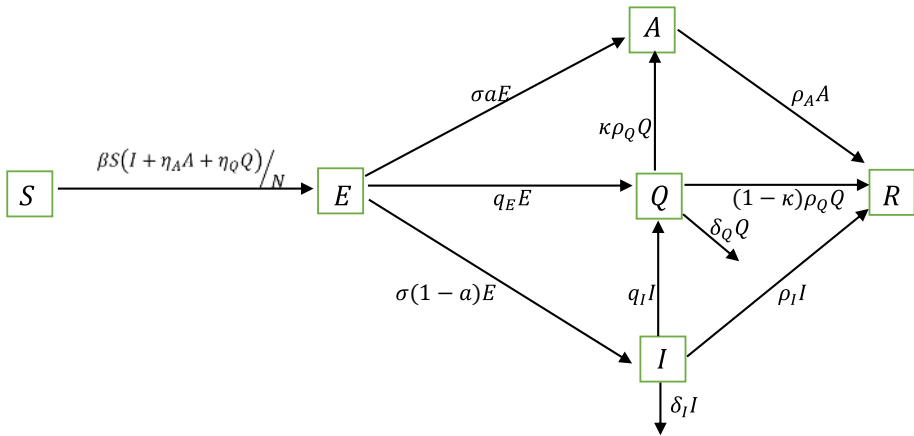 A
σaE
ρ_A A
κρ_Q Q
βS(I + η_A A + η_Q Q)/N
S
E
q_E E
Q
(1 − κ)ρ_Q Q
R
δ_Q Q
σ(1 − a)E
q_I I
ρ_I I
I
δ_I I